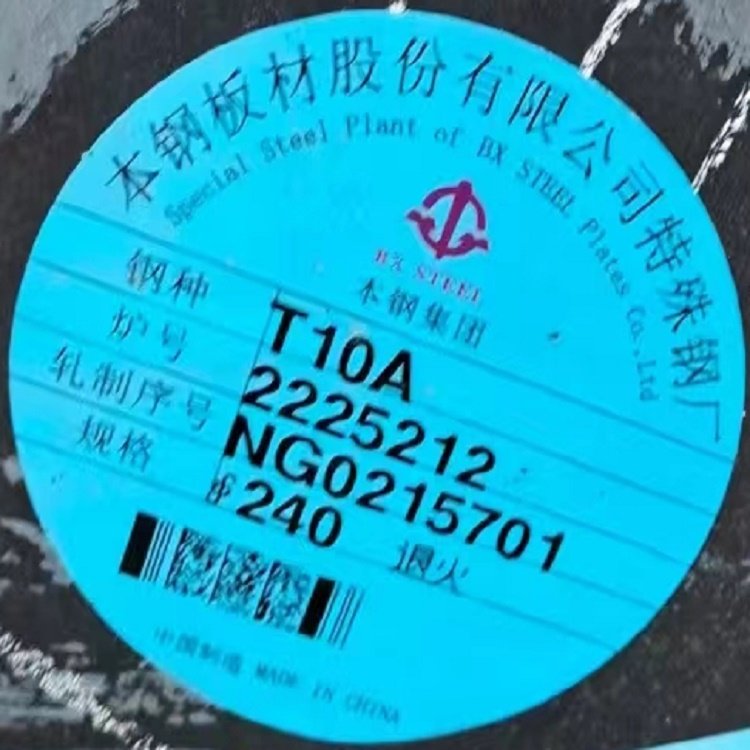 本钢板材股份有限公司特殊钢厂
Special Steel Plant of BX STEEL Plates Co.,Ltd
BX STEEL
本钢集团
钢种 T10A
炉号 2225212
轧制序号 NG0215701
规格 φ240 退火
中国制造 MADE IN CHINA